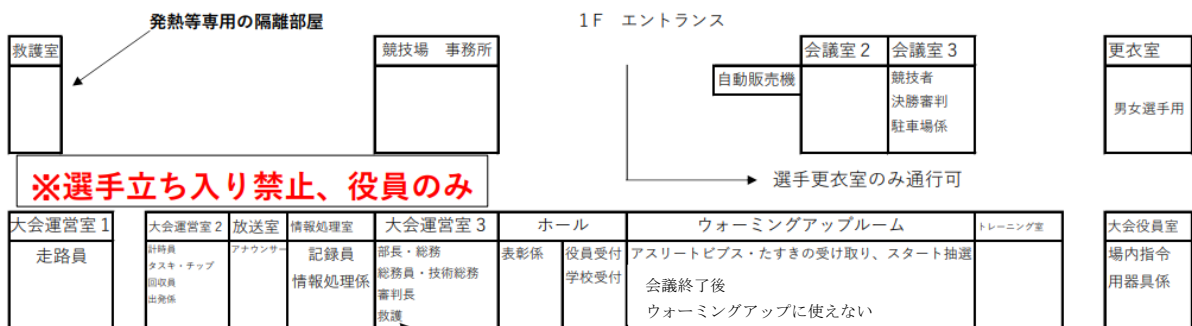 発熱等専用の隔離部屋
1F エントランス
救護室
競技場 事務所
会議室2
会議室3
更衣室
自動販売機
競技者
決勝審判
駐車場係
男女選手用
※選手立ち入り禁止、役員のみ
選手更衣室のみ通行可
大会運営室1
大会運営室2
放送室
情報処理室
大会運営室3
ホール
ウォーミングアップルーム
トレーニング室
大会役員室
走路員
計時員
タスキ・チップ
回収員
出発係
アナウンサー
記録員
情報処理係
部長・総務
総務員・技術総務
審判長
救護
表彰係
役員受付
学校受付
アスリートビブス・たすきの受け取り、スタート抽選
会議終了後
ウォーミングアップに使えない
場内指令
用器具係